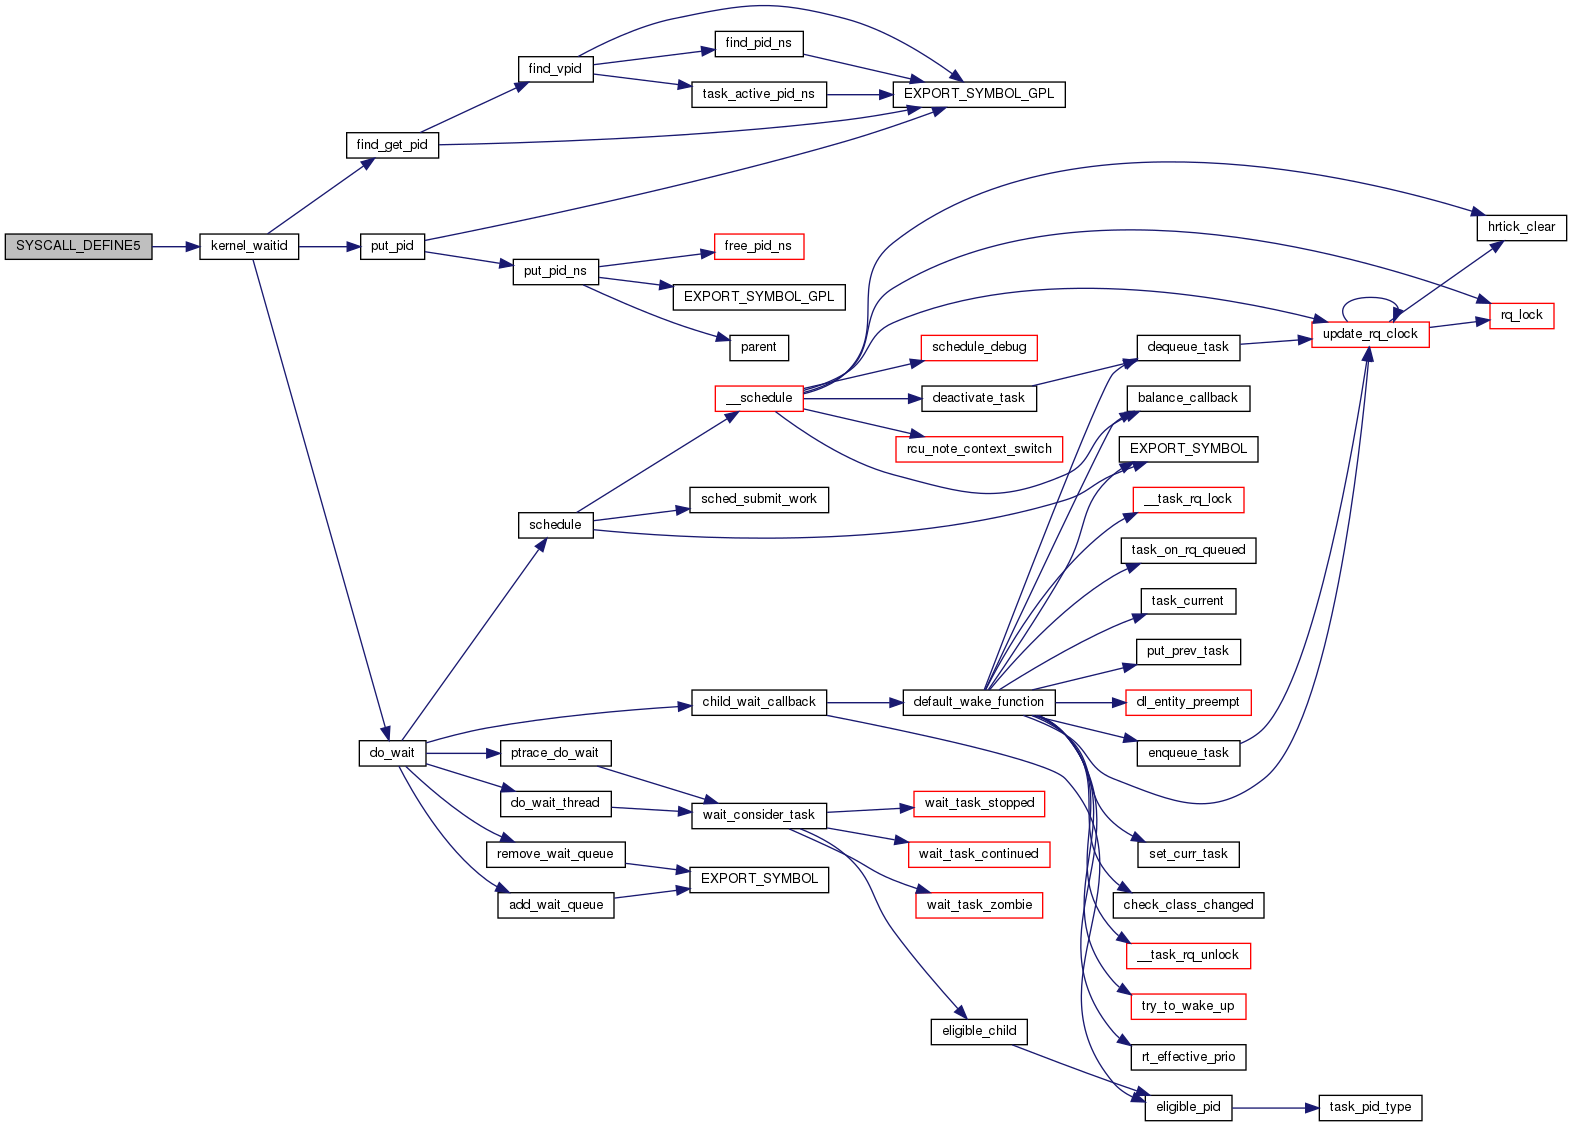 find_pid_ns
find_vpid
task_active_pid_ns
EXPORT_SYMBOL_GPL
find_get_pid
hrtick_clear
SYSCALL_DEFINE5
kernel_waitid
put_pid
free_pid_ns
put_pid_ns
EXPORT_SYMBOL_GPL
rq_lock
update_rq_clock
parent
schedule_debug
dequeue_task
__schedule
deactivate_task
balance_callback
rcu_note_context_switch
EXPORT_SYMBOL
sched_submit_work
__task_rq_lock
schedule
task_on_rq_queued
task_current
put_prev_task
child_wait_callback
default_wake_function
dl_entity_preempt
do_wait
ptrace_do_wait
enqueue_task
do_wait_thread
wait_task_stopped
wait_consider_task
remove_wait_queue
wait_task_continued
set_curr_task
EXPORT_SYMBOL
add_wait_queue
wait_task_zombie
check_class_changed
__task_rq_unlock
try_to_wake_up
eligible_child
rt_effective_prio
eligible_pid
task_pid_type